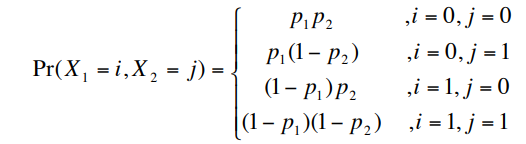 p₁p₂ ,i = 0, j = 0
p₁(1 − p₂) ,i = 0, j = 1
Pr(X₁ = i, X₂ = j) = {
(1 − p₁)p₂ ,i = 1, j = 0
(1 − p₁)(1 − p₂) ,i = 1, j = 1